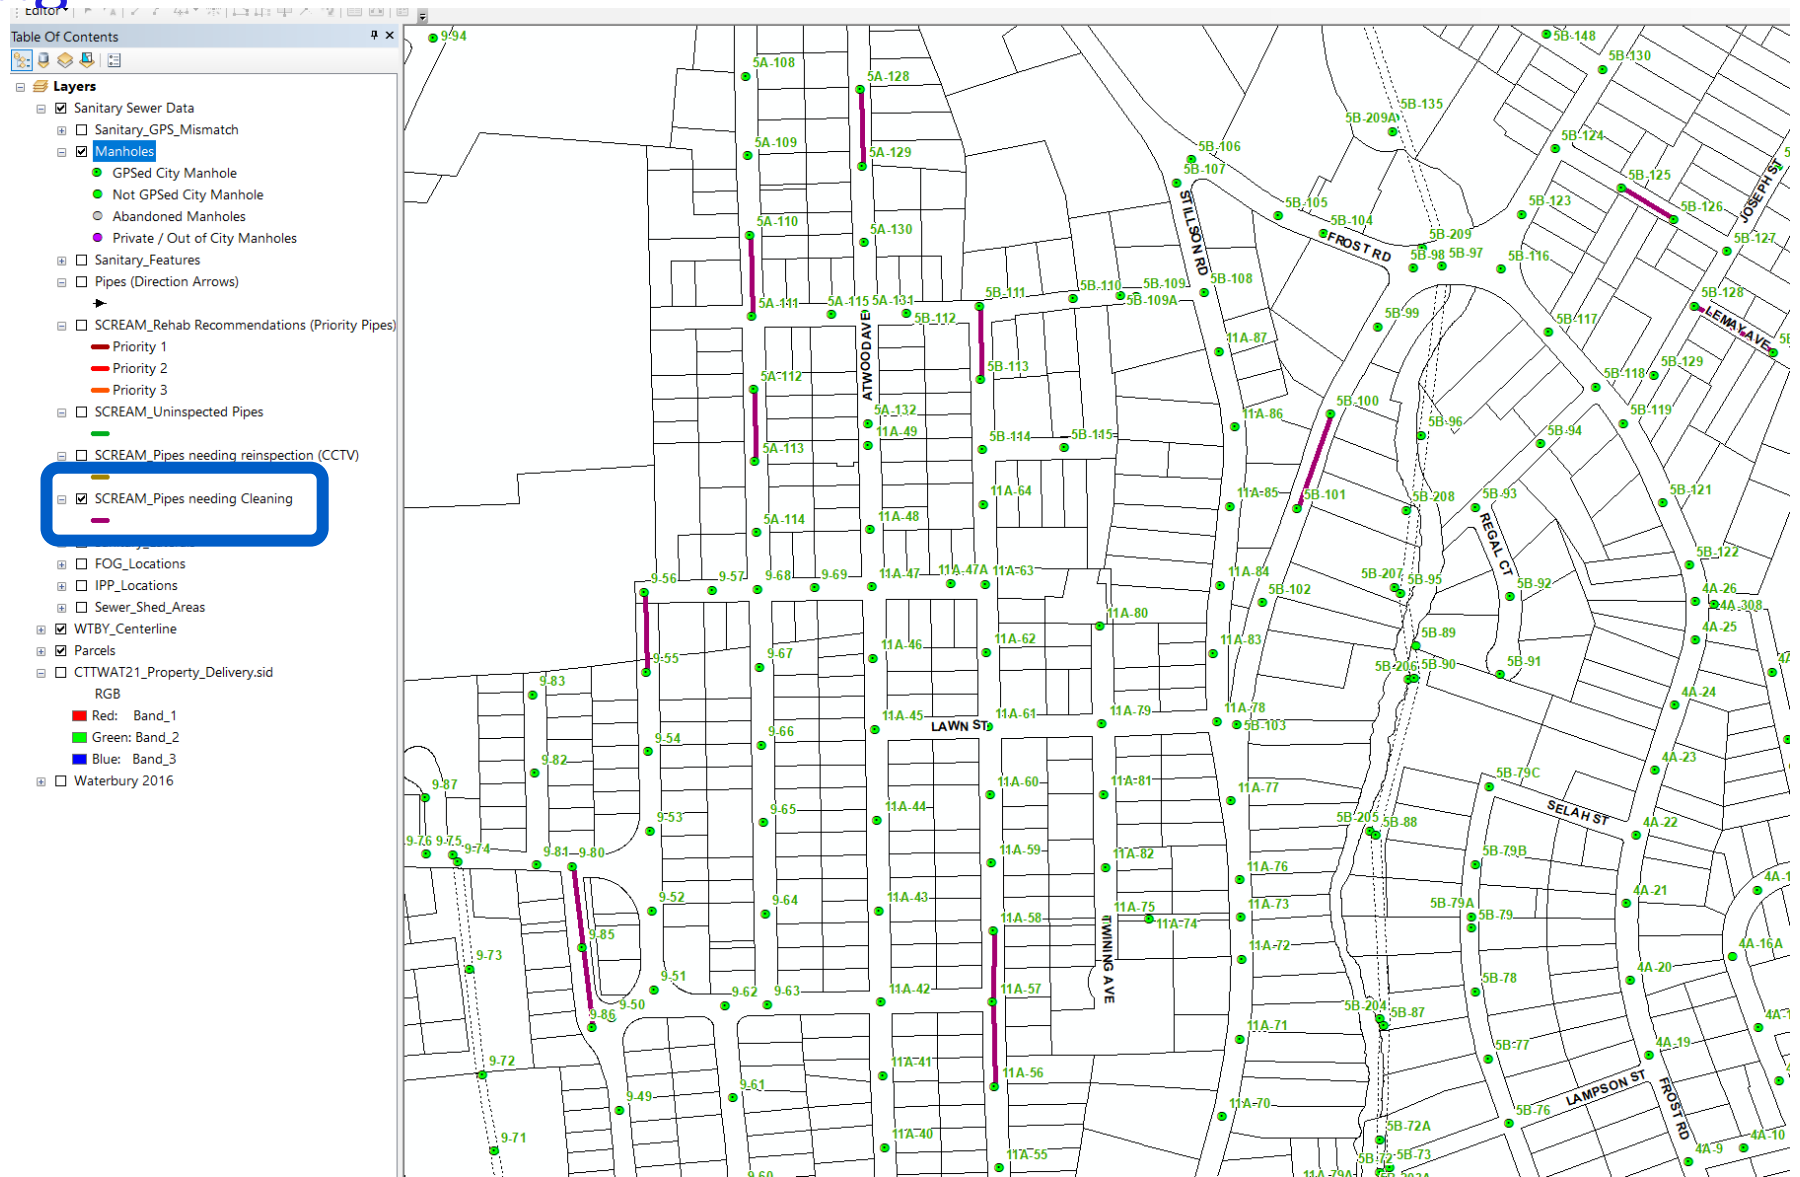 Editor
Table Of Contents
Layers
Sanitary Sewer Data
Sanitary_GPS_Mismatch
Manholes
GPSed City Manhole
Not GPSed City Manhole
Abandoned Manholes
Private / Out of City Manholes
Sanitary_Features
Pipes (Direction Arrows)
SCREAM_Rehab Recommendations (Priority Pipes)
Priority 1
Priority 2
Priority 3
SCREAM_Uninspected Pipes
SCREAM_Pipes needing reinspection (CCTV)
SCREAM_Pipes needing Cleaning
FOG_Locations
IPP_Locations
Sewer_Shed_Areas
WTBY_Centerline
Parcels
CTTWAT21_Property_Delivery.sid
RGB
Red: Band_1
Green: Band_2
Blue: Band_3
Waterbury 2016
9-94
5A-108
5A-128
5B-148
5B-130
5B-135
5B-209A
5B-124
5A-109
5A-129
5B-106
5B-107
5B-125
JOSEPH ST
5A-110
5A-130
STILLSON RD
5B-105
5B-104
FROST RD
5B-209
5B-98
5B-97
5B-123
5B-116
5B-126
5B-127
5A-111
5A-115
5A-131
5B-112
5B-111
5B-110
5B-109
5B-109A
5B-108
5B-99
5B-117
5B-128
LEMAY AVE
ATWOOD AVE
11A-87
5B-113
5B-118
5B-129
5A-112
5A-132
11A-49
11A-86
5B-100
5B-96
5B-94
5B-119
5A-113
5B-114
5B-115
11A-64
11A-85
5B-101
5B-208
5B-93
REGAL CT
5B-121
5A-114
11A-48
5B-122
9-56
9-57
9-68
9-69
11A-47
11A-47A
11A-63
11A-84
5B-102
5B-207
5B-95
5B-92
4A-26
4A-308
4A-25
11A-80
9-55
9-67
11A-46
11A-62
11A-83
5B-89
5B-206
5B-90
5B-91
9-83
9-54
9-66
11A-45
LAWN ST
11A-61
11A-79
11A-78
5B-103
4A-24
9-82
9-87
9-65
11A-44
11A-60
11A-81
11A-77
5B-79C
SELAH ST
4A-23
9-53
5B-205
5B-88
4A-22
9-76
9-75
9-74
9-81
9-80
11A-59
11A-82
11A-76
5B-79B
9-52
9-64
11A-43
11A-58
11A-75
11A-74
11A-73
5B-79A
5B-79
4A-21
TWINING AVE
9-85
9-73
11A-72
4A-16A
9-51
9-62
9-63
11A-42
11A-57
5B-78
4A-20
9-50
9-86
11A-71
5B-204
5B-87
9-72
9-61
11A-41
11A-56
5B-77
4A-19
LAMPSON ST
FROST RD
9-49
11A-70
5B-76
9-71
11A-40
11A-55
5B-72A
5B-72
5B-73
4A-9
4A-10
9-60
11A-79A